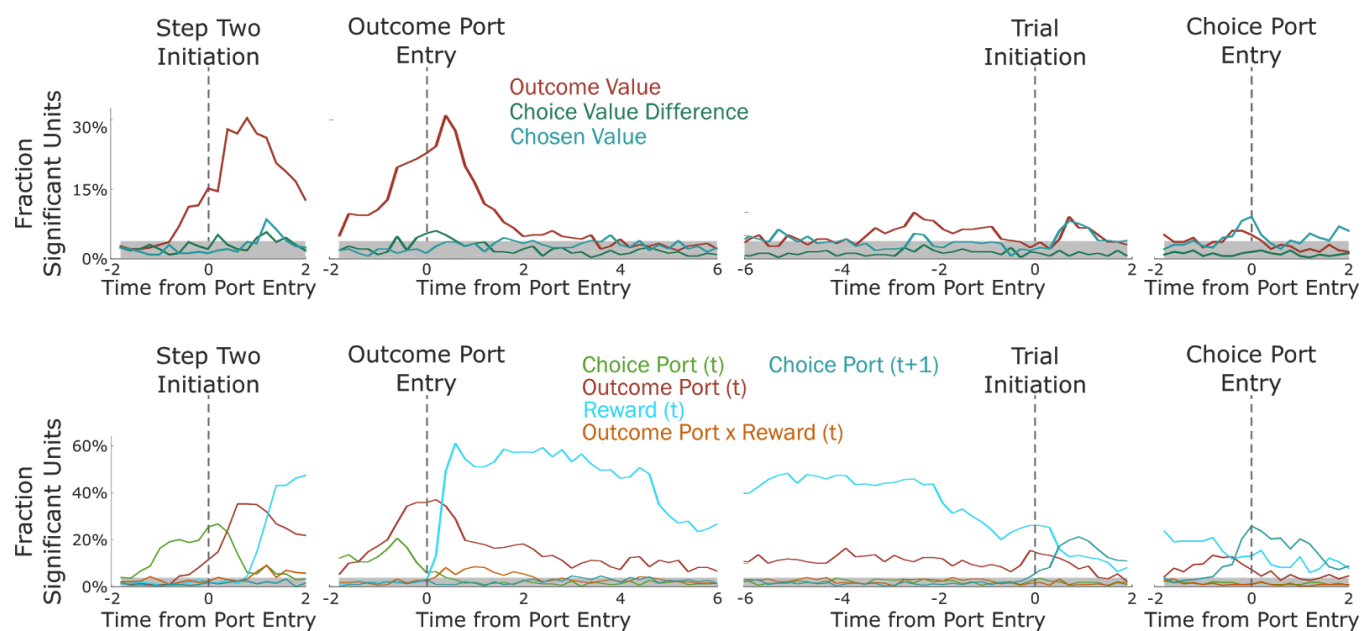 Step Two
Initiation
Outcome Port
Entry
Trial
Initiation
Choice Port
Entry
Outcome Value
Choice Value Difference
Chosen Value
Fraction
Significant Units
30%
15%
0%
-2 0 2
-2 0 2 4 6
-6 -4 -2 0 2
-2 0 2
Time from Port Entry
Time from Port Entry
Time from Port Entry
Time from Port Entry
Step Two
Initiation
Outcome Port
Entry
Trial
Initiation
Choice Port
Entry
Choice Port (t)
Choice Port (t+1)
Outcome Port (t)
Reward (t)
Outcome Port x Reward (t)
Fraction
Significant Units
60%
40%
20%
0%
-2 0 2
-2 0 2 4 6
-6 -4 -2 0 2
-2 0 2
Time from Port Entry
Time from Port Entry
Time from Port Entry
Time from Port Entry